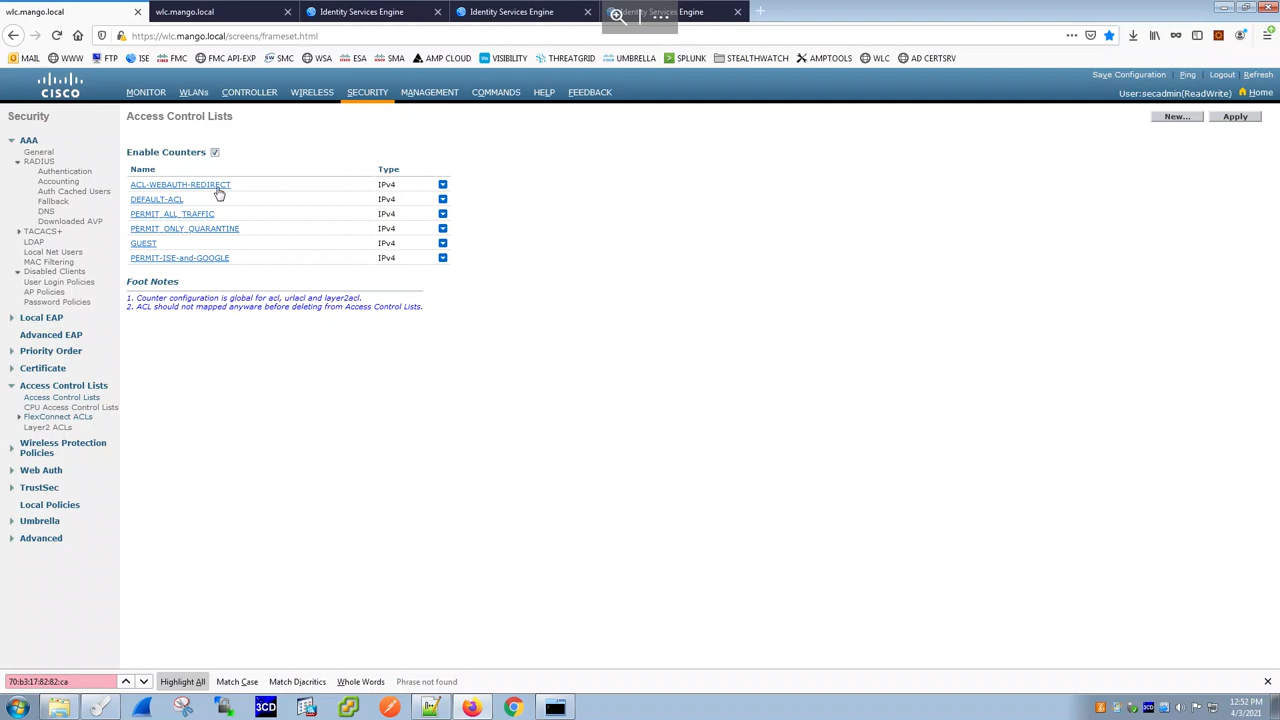 wlc.mango.local
wlc.mango.local
Identity Services Engine
Identity Services Engine
Identity Services Engine
https://wlc.mango.local/screens/frameset.html
MAIL WWW FTP ISE FMC FMC API-EXP SMC WSA ESA SMA AMP CLOUD VISIBILITY THREATGRID UMBRELLA SPLUNK STEALTHWATCH AMPTOOLS WLC AD CERTSRV
Save Configuration Ping Logout Refresh
CISCO
MONITOR WLANs CONTROLLER WIRELESS SECURITY MANAGEMENT COMMANDS HELP FEEDBACK
User:secadmin(ReadWrite) Home
Security
AAA
General
RADIUS
Authentication
Accounting
Auth Cached Users
Fallback
DNS
Downloaded AVP
TACACS+
LDAP
Local Net Users
MAC Filtering
Disabled Clients
User Login Policies
AP Policies
Password Policies
Local EAP
Advanced EAP
Priority Order
Certificate
Access Control Lists
Access Control Lists
CPU Access Control Lists
FlexConnect ACLs
Layer2 ACLs
Wireless Protection
Policies
Web Auth
TrustSec
Local Policies
Umbrella
Advanced
Access Control Lists
New... Apply
Enable Counters
Name Type
ACL-WEBAUTH-REDIRECT IPv4
DEFAULT-ACL IPv4
PERMIT_ALL_TRAFFIC IPv4
PERMIT_ONLY_QUARANTINE IPv4
GUEST IPv4
PERMIT-ISE-and-GOOGLE IPv4
Foot Notes
1. Counter configuration is global for acl, urlacl and layer2acl.
2. ACL should not mapped anyware before deleting from Access Control Lists.
70:b3:17:82:82:ca Highlight All Match Case Match Diacritics Whole Words Phrase not found
3CD
3CD
12:52 PM
4/3/2021